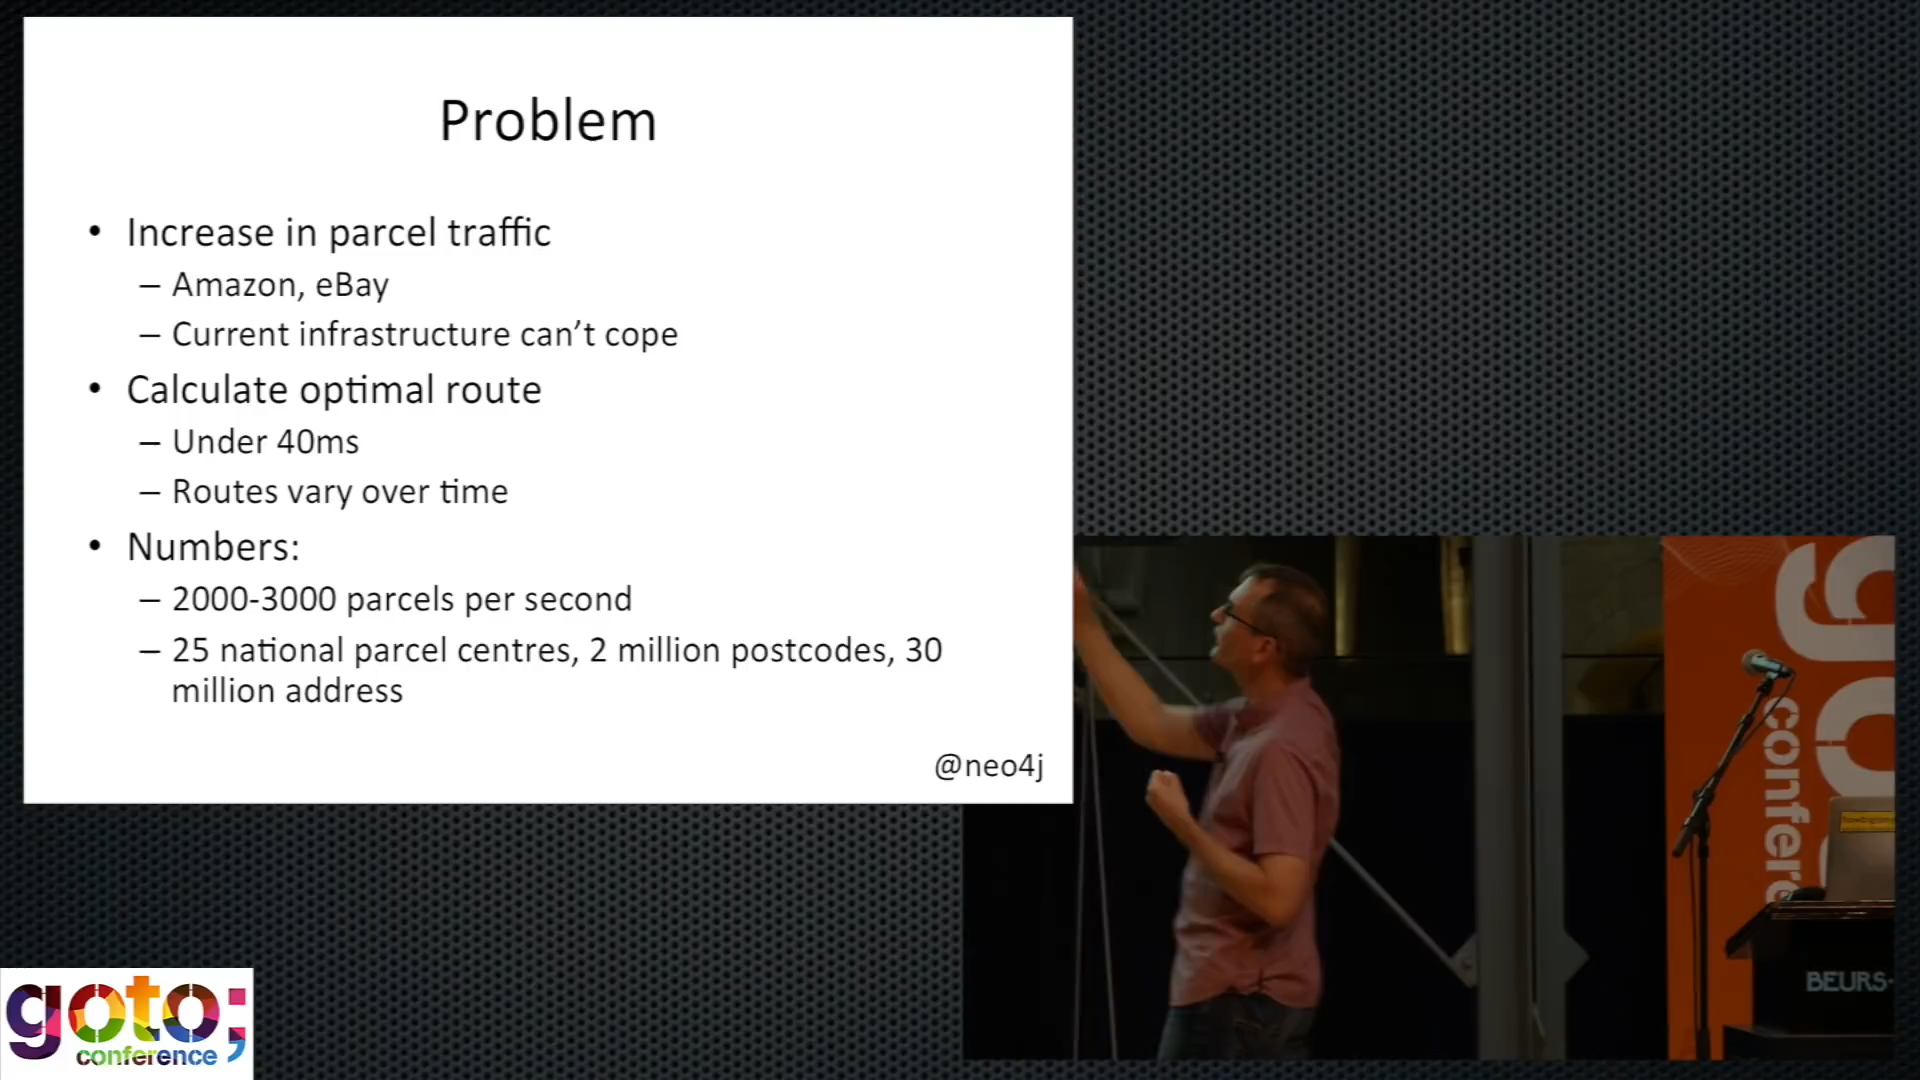 Problem
• Increase in parcel traffic
– Amazon, eBay
– Current infrastructure can’t cope
• Calculate optimal route
– Under 40ms
– Routes vary over time
• Numbers:
– 2000-3000 parcels per second
– 25 national parcel centres, 2 million postcodes, 30
million address
@neo4j
go
confere
BEURS-
goto;
conference